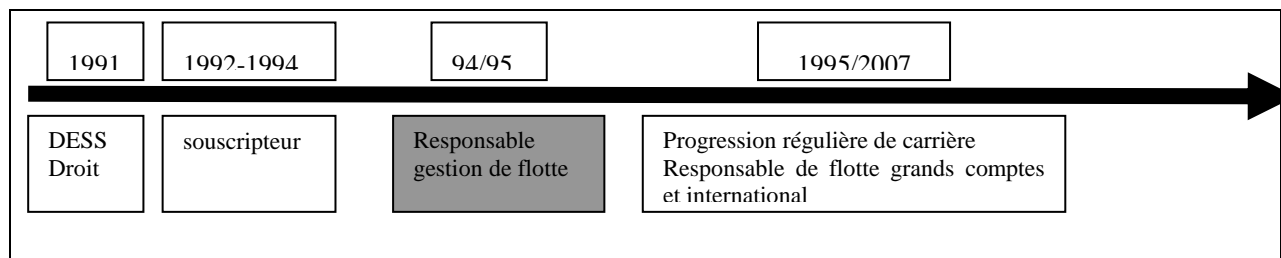 1991
1992-1994
94/95
1995/2007
DESS
Droit
souscripteur
Responsable
gestion de flotte
Progression régulière de carrière
Responsable de flotte grands comptes
et international